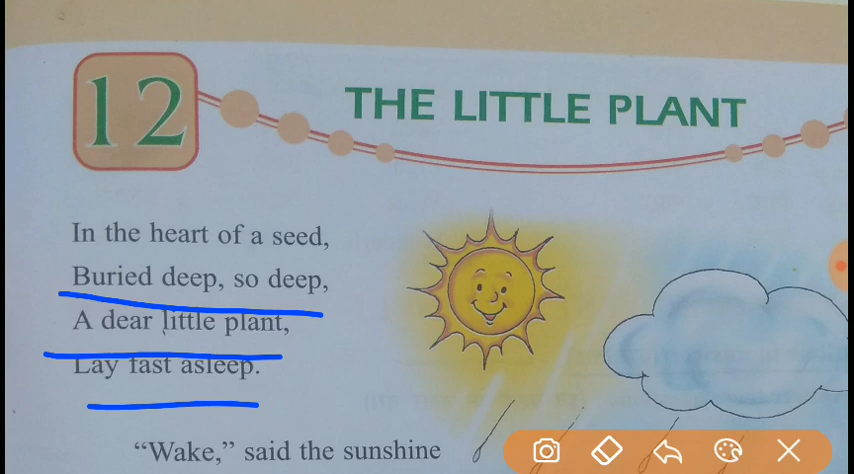 12
THE LITTLE PLANT
In the heart of a seed,
Buried deep, so deep,
A dear little plant,
Lay fast asleep.
“Wake,” said the sunshine